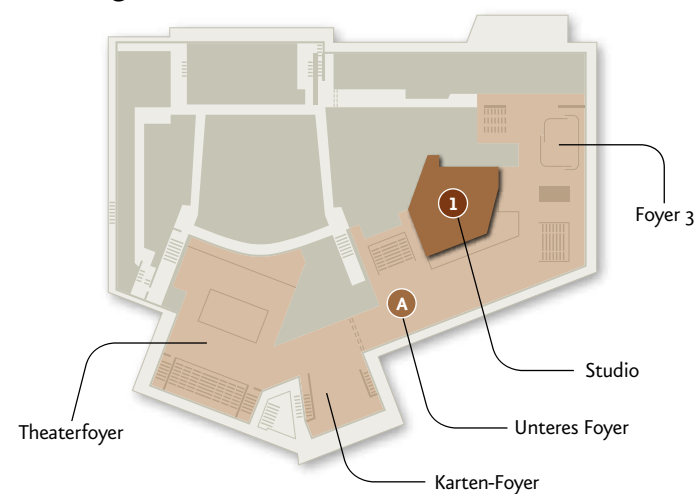 1
Foyer 3
A
Studio
Unteres Foyer
Theaterfoyer
Karten-Foyer